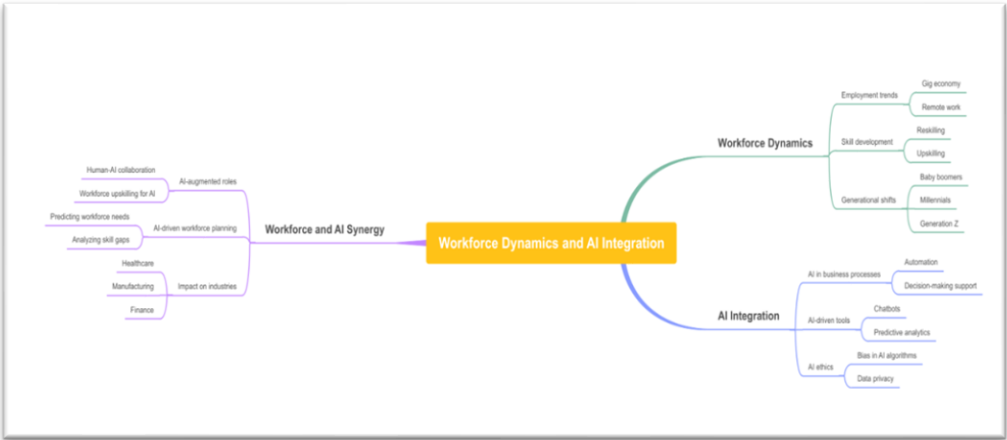 Workforce Dynamics and AI Integration
Workforce Dynamics
Employment trends
Gig economy
Remote work
Skill development
Reskilling
Upskilling
Generational shifts
Baby boomers
Millennials
Generation Z
AI Integration
AI in business processes
Automation
Decision-making support
AI-driven tools
Chatbots
Predictive analytics
AI ethics
Bias in AI algorithms
Data privacy
Workforce and AI Synergy
AI-augmented roles
Human-AI collaboration
Workforce upskilling for AI
AI-driven workforce planning
Predicting workforce needs
Analyzing skill gaps
Impact on industries
Healthcare
Manufacturing
Finance